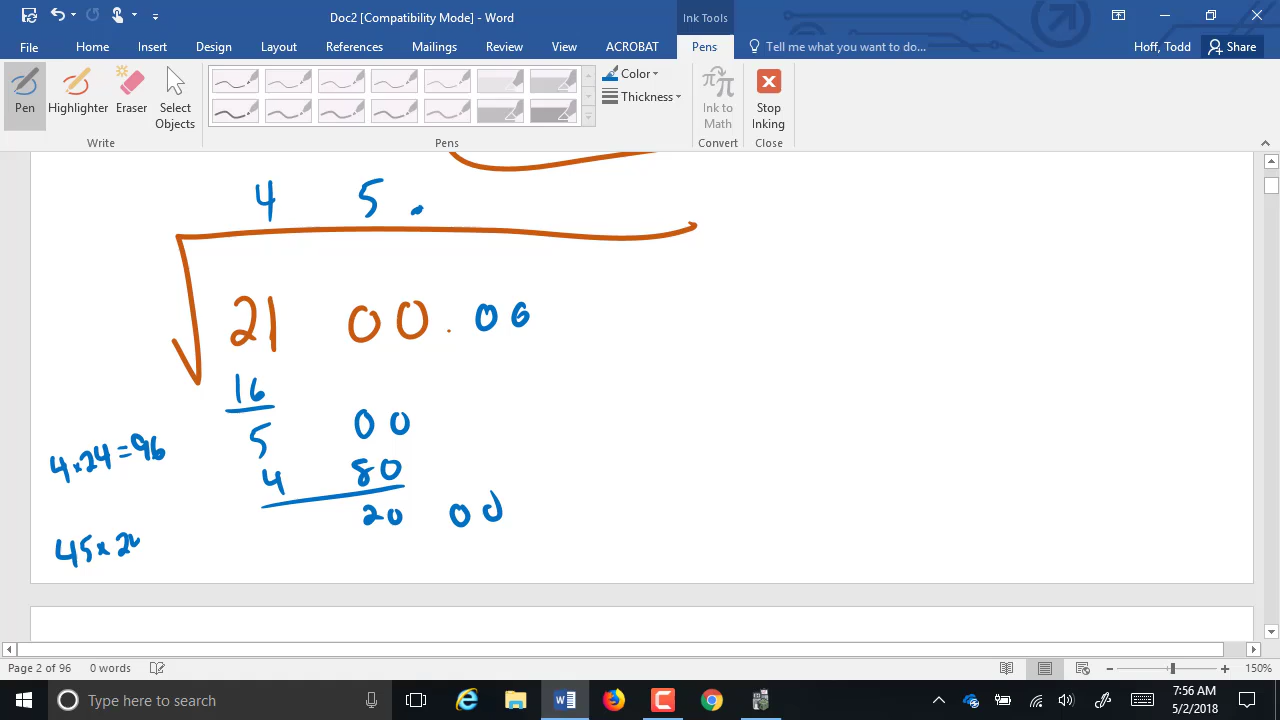 Doc2 [Compatibility Mode] - Word
Ink Tools
File Home Insert Design Layout References Mailings Review View ACROBAT Pens Tell me what you want to do... Hoff, Todd Share
Pen Highlighter Eraser Select Objects
Color
Thickness
Ink to Math
Stop Inking
Write Pens Convert Close
4 5 .
21 00 . 00
16
5 00
4×24=96
4 80
20 00
45×2
Page 2 of 96 0 words 150%
Type here to search
7:56 AM
5/2/2018